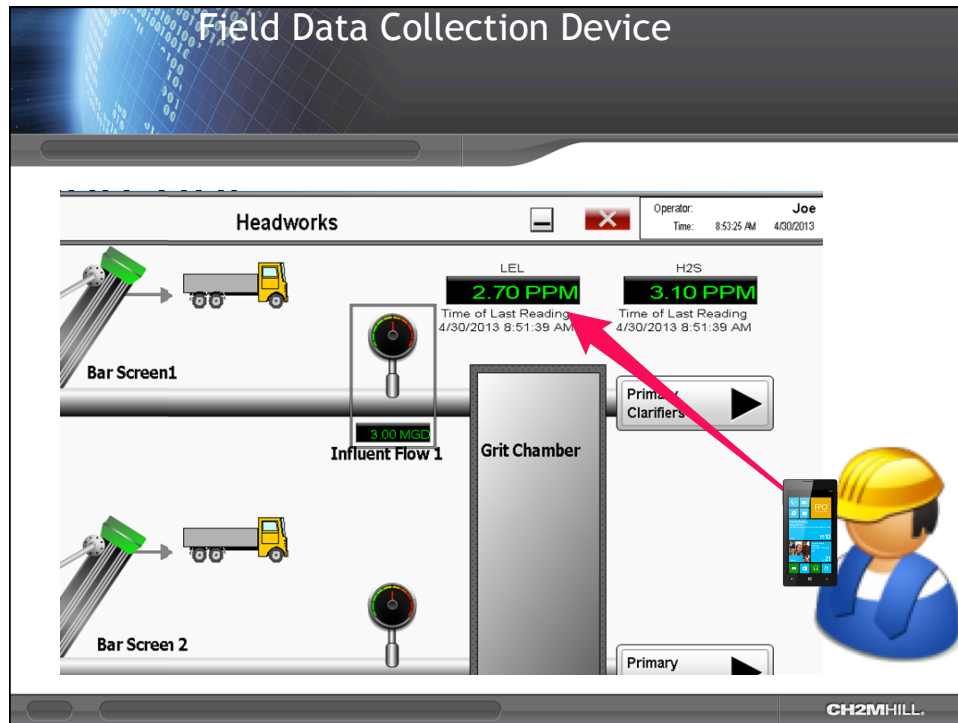 Field Data Collection Device
Headworks
Operator: Joe
Time: 8:53:25 AM 4/30/2013
LEL
2.70 PPM
Time of Last Reading
4/30/2013 8:51:39 AM
H2S
3.10 PPM
Time of Last Reading
4/30/2013 8:51:39 AM
Bar Screen1
3.00 MGD
Influent Flow 1
Grit Chamber
Primary
Clarifiers
FPO
Bar Screen 2
Primary
CH2MHILL.